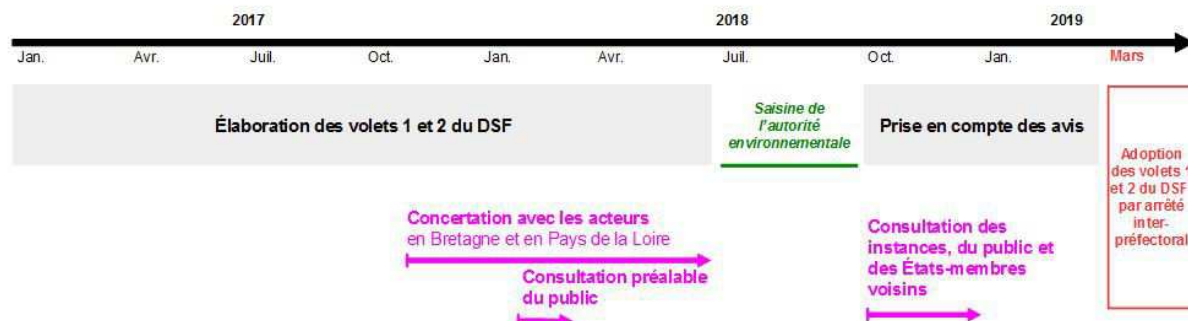 2017 2018 2019
Jan. Avr. Juil. Oct. Jan. Avr. Juil. Oct. Jan. Mars
Élaboration des volets 1 et 2 du DSF
Saisine de
l'autorité
environnementale
Prise en compte des avis
Adoption
des volets 1
et 2 du DSF
par arrêté
inter-
préfectoral
Concertation avec les acteurs
en Bretagne et en Pays de la Loire
Consultation préalable
du public
Consultation des
instances, du public et
des États-membres
voisins